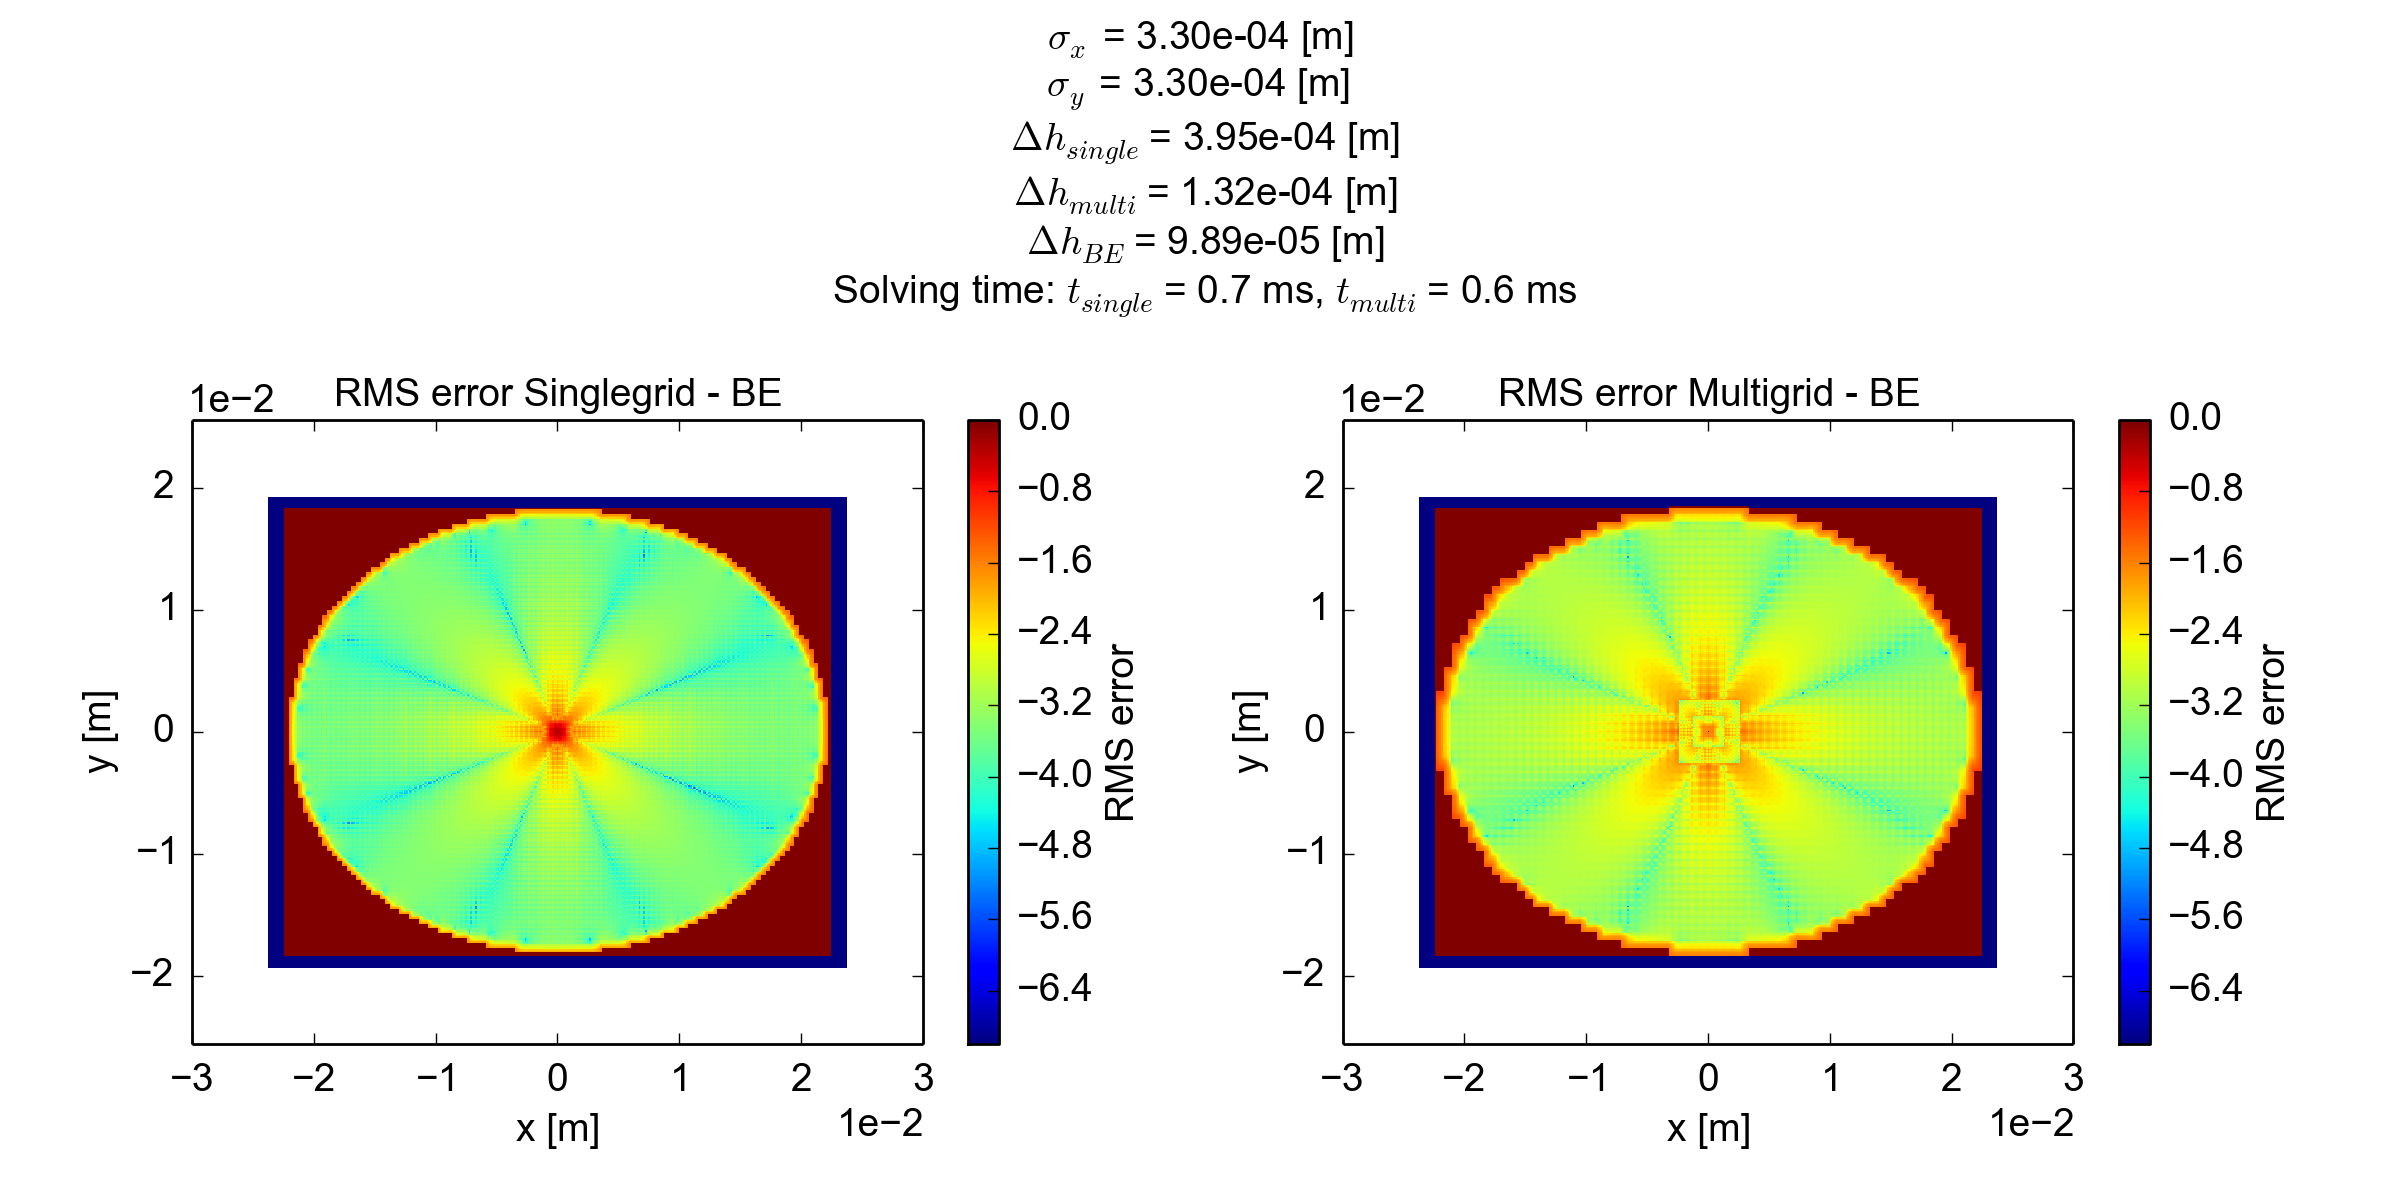 σx = 3.30e-04 [m]
σy = 3.30e-04 [m]
Δhsingle = 3.95e-04 [m]
Δhmulti = 1.32e-04 [m]
ΔhBE = 9.89e-05 [m]
Solving time: tsingle = 0.7 ms, tmulti = 0.6 ms
RMS error Singlegrid - BE
1e−2
2
1
0
−1
−2
y [m]
−3 −2 −1 0 1 2 3
1e−2
x [m]
0.0
−0.8
−1.6
−2.4
−3.2
−4.0
−4.8
−5.6
−6.4
RMS error
RMS error Multigrid - BE
1e−2
2
1
0
−1
−2
y [m]
−3 −2 −1 0 1 2 3
1e−2
x [m]
0.0
−0.8
−1.6
−2.4
−3.2
−4.0
−4.8
−5.6
−6.4
RMS error